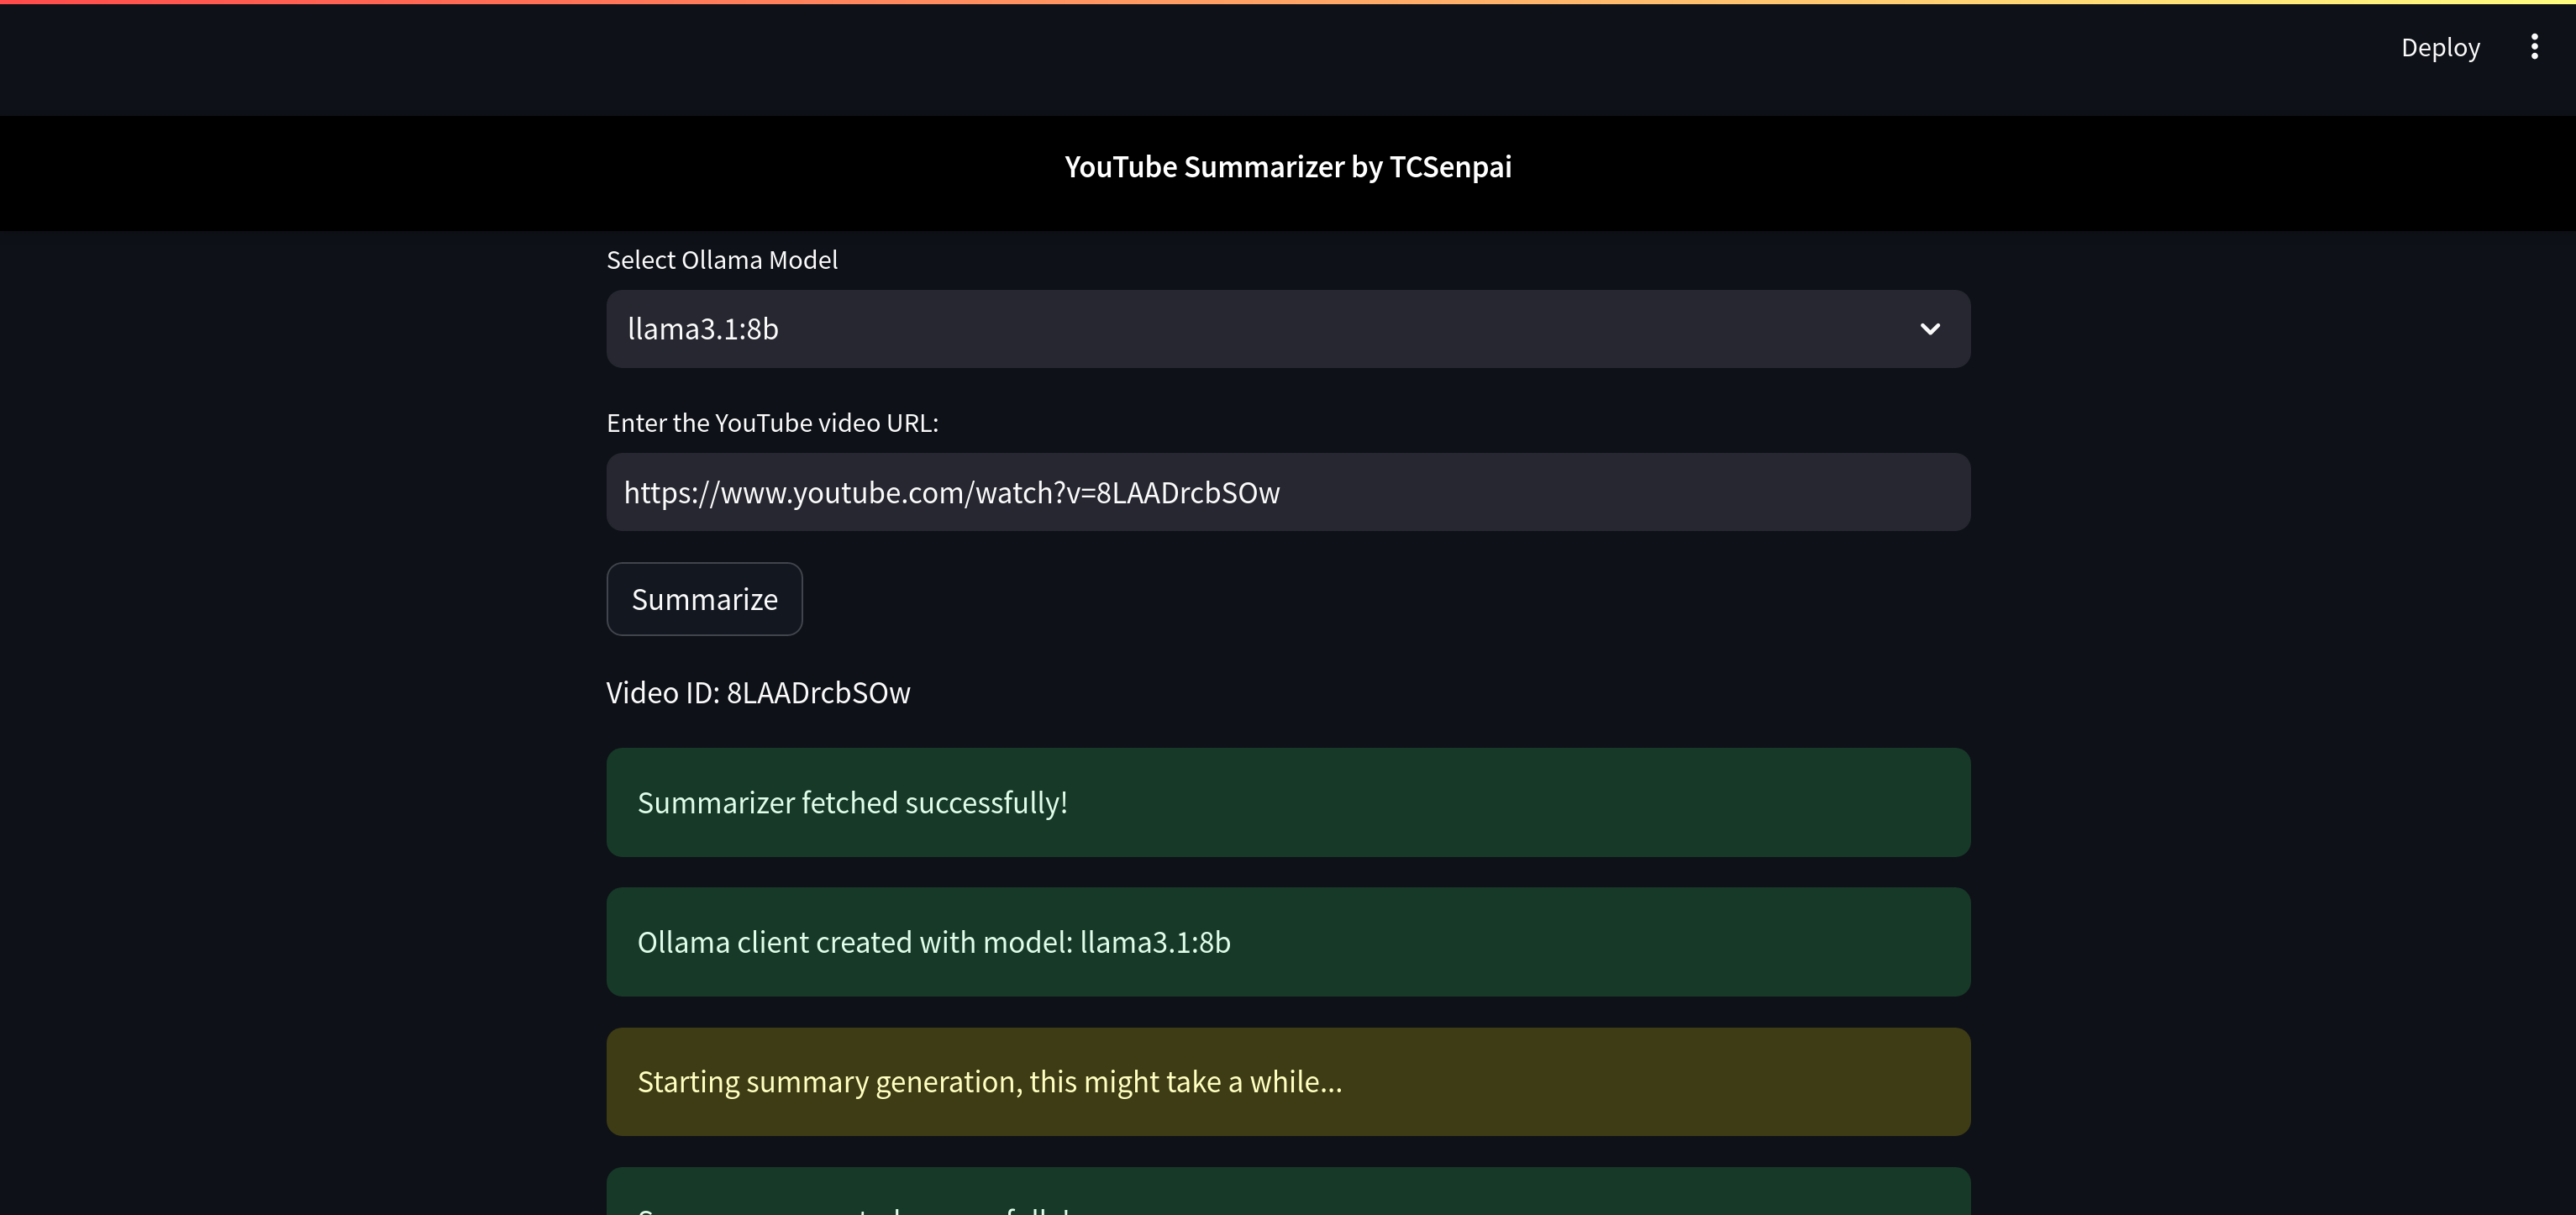 Deploy
YouTube Summarizer by TCSenpai
Select Ollama Model
llama3.1:8b
Enter the YouTube video URL:
https://www.youtube.com/watch?v=8LAADrcbSOw
Summarize
Video ID: 8LAADrcbSOw
Summarizer fetched successfully!
Ollama client created with model: llama3.1:8b
Starting summary generation, this might take a while...